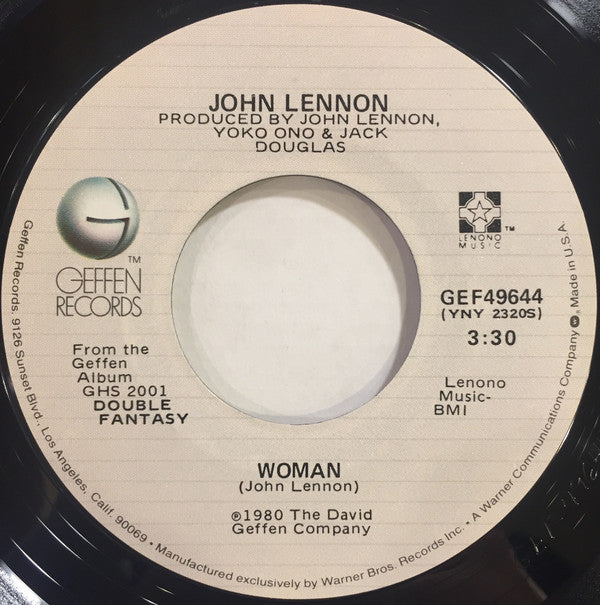 JOHN LENNON
PRODUCED BY JOHN LENNON,
YOKO ONO & JACK
DOUGLAS
G
™
GEFFEN
RECORDS
LENONO
MUSIC
™
GEF49644
(YNY 2320S)
3:30
From the
Geffen
Album
GHS 2001
DOUBLE
FANTASY
Lenono
Music-
BMI
WOMAN
(John Lennon)
℗1980 The David
Geffen Company
Geffen Records, 9126 Sunset Blvd., Los Angeles, Calif. 90069 • Manufactured exclusively by Warner Bros. Records Inc. • A Warner Communications Company Made in U.S.A.